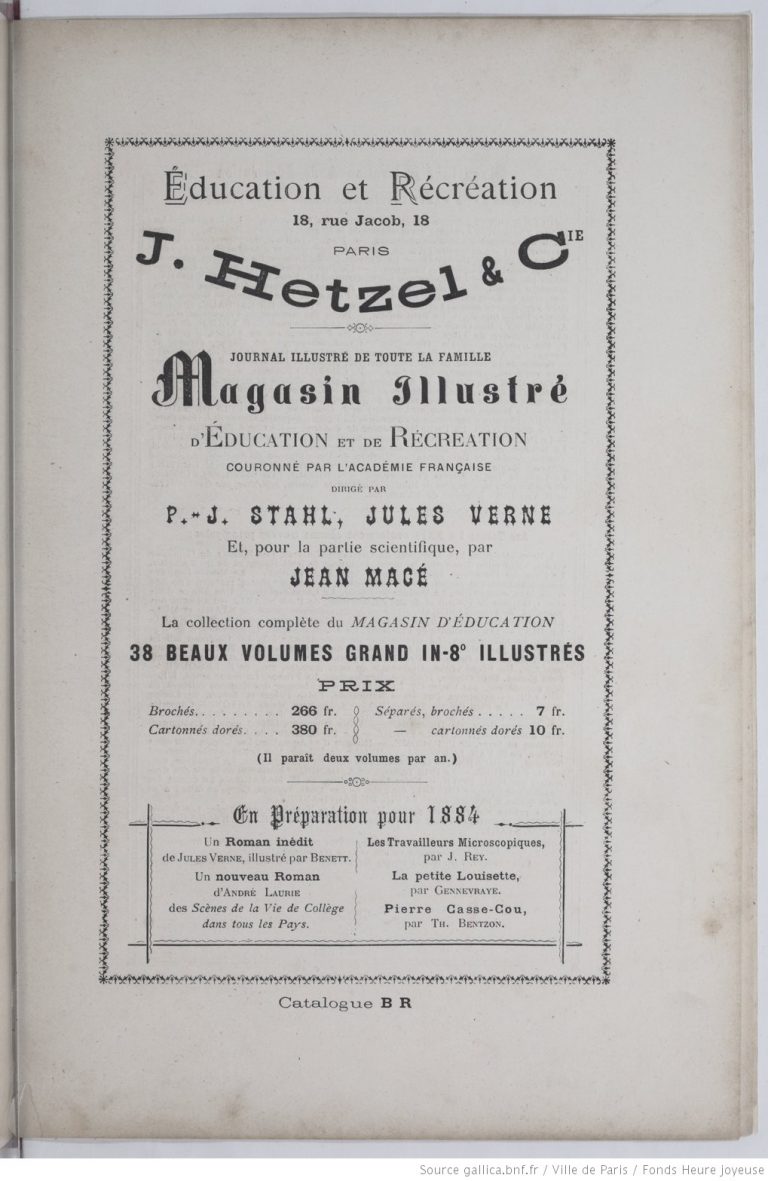 Éducation et Récréation
18, rue Jacob, 18
PARIS
J. Hetzel & CIE
JOURNAL ILLUSTRÉ DE TOUTE LA FAMILLE
Magasin Illustré
D'ÉDUCATION ET DE RÉCREATION
COURONNÉ PAR L'ACADÉMIE FRANÇAISE
DIRIGÉ PAR
P.-J. STAHL, JULES VERNE
Et, pour la partie scientifique, par
JEAN MACÉ
La collection complète du MAGASIN D'ÉDUCATION
38 BEAUX VOLUMES GRAND IN-8º ILLUSTRÉS
PRIX
Brochés. . . . . . . . . 266 fr.
Cartonnés dorés. . . . 380 fr.
Séparés, brochés . . . . . 7 fr.
— cartonnés dorés 10 fr.
(Il paraît deux volumes par an.)
En Préparation pour 1884
Un Roman inédit
de JULES VERNE, illustré par BENETT.
Un nouveau Roman
d'ANDRÉ LAURIE
des Scènes de la Vie de Collège
dans tous les Pays.
Les Travailleurs Microscopiques,
par J. REY.
La petite Louisette,
par GENNEVRAYE.
Pierre Casse-Cou,
par TH. BENTZON.
Catalogue B R
Source gallica.bnf.fr / Ville de Paris / Fonds Heure joyeuse